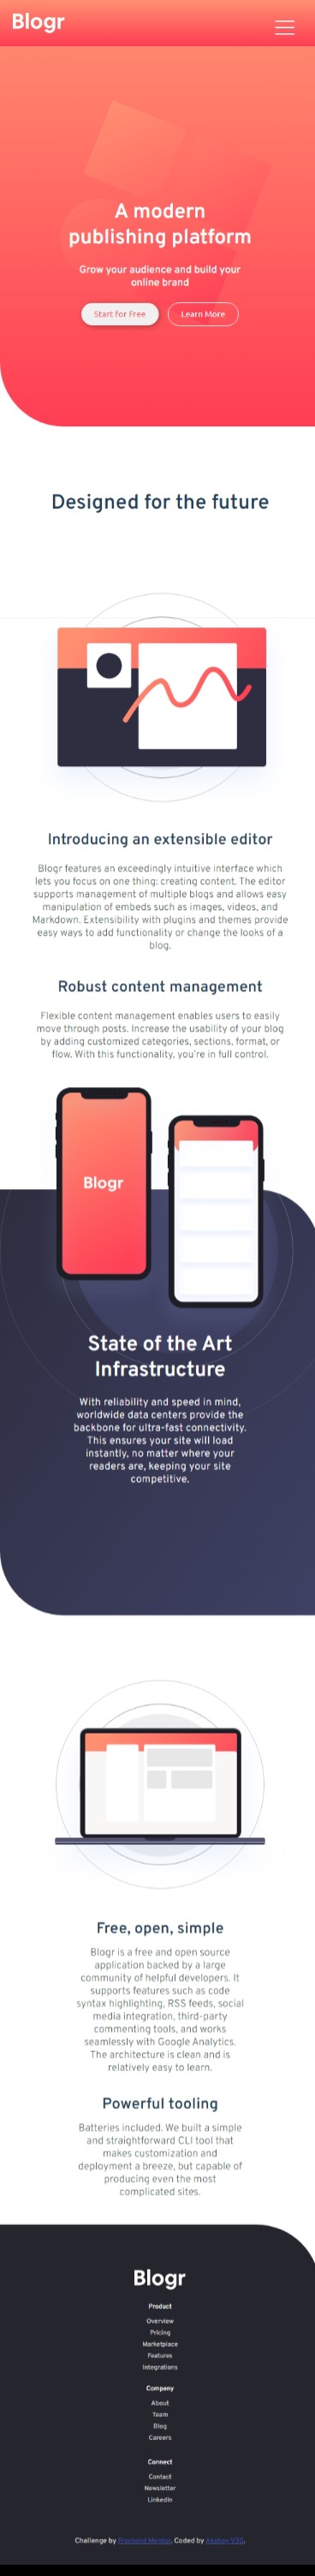 Blogr
A modern
publishing platform
Grow your audience and build your
online brand
Start for Free
Learn More
Designed for the future
Introducing an extensible editor
Blogr features an exceedingly intuitive interface which
lets you focus on one thing: creating content. The editor
supports management of multiple blogs and allows easy
manipulation of embeds such as images, videos, and
Markdown. Extensibility with plugins and themes provide
easy ways to add functionality or change the looks of a
blog.
Robust content management
Flexible content management enables users to easily
move through posts. Increase the usability of your blog
by adding customized categories, sections, format, or
flow. With this functionality, you're in full control.
Blogr
State of the Art
Infrastructure
With reliability and speed in mind,
worldwide data centers provide the
backbone for ultra-fast connectivity.
This ensures your site will load
instantly, no matter where your
readers are, keeping your site
competitive.
Free, open, simple
Blogr is a free and open source
application backed by a large
community of helpful developers. It
supports features such as code
syntax highlighting, RSS feeds, social
media integration, third-party
commenting tools, and works
seamlessly with Google Analytics.
The architecture is clean and is
relatively easy to learn.
Powerful tooling
Batteries included. We built a simple
and straightforward CLI tool that
makes customization and
deployment a breeze, but capable of
producing even the most
complicated sites.
Blogr
Product
Overview
Pricing
Marketplace
Features
Integrations
Company
About
Team
Blog
Careers
Connect
Contact
Newsletter
LinkedIn
Challenge by Frontend Mentor. Coded by Akshay V3G.